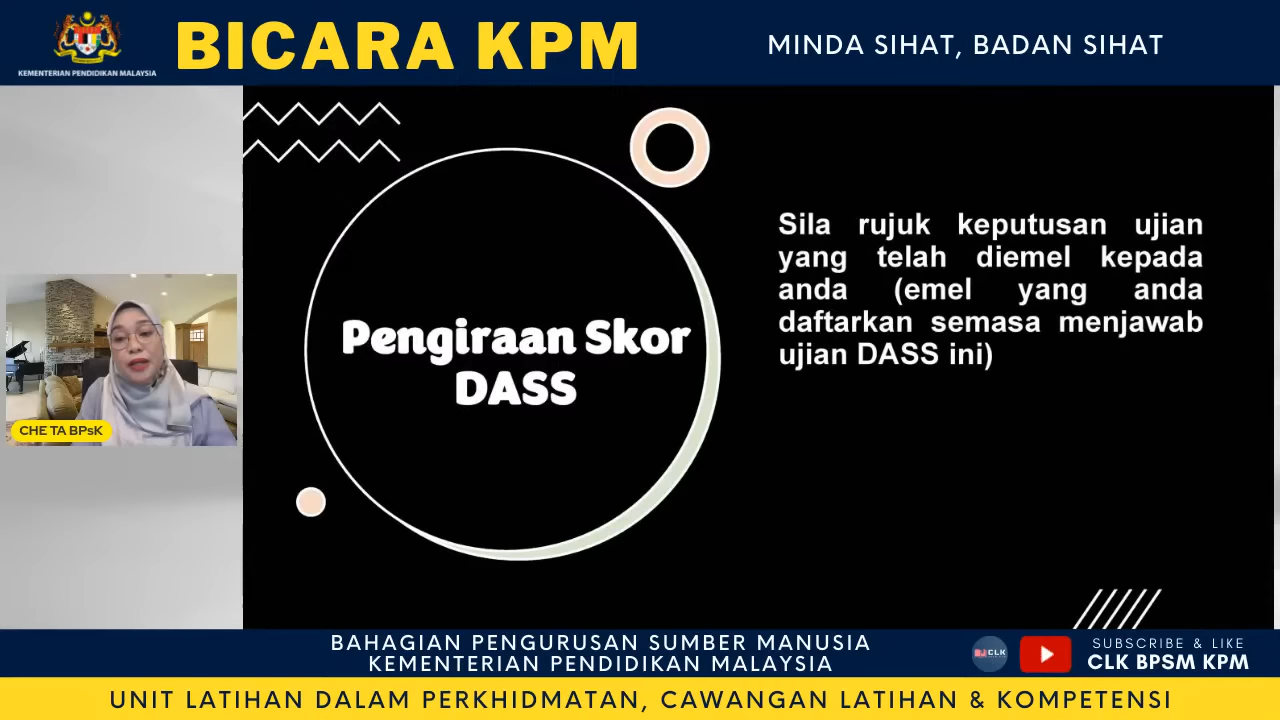 KEMENTERIAN PENDIDIKAN MALAYSIA
BICARA KPM
MINDA SIHAT, BADAN SIHAT
Pengiraan Skor
DASS
Sila rujuk keputusan ujian
yang telah diemel kepada
anda (emel yang anda
daftarkan semasa menjawab
ujian DASS ini)
CHE TA BPsK
BAHAGIAN PENGURUSAN SUMBER MANUSIA
KEMENTERIAN PENDIDIKAN MALAYSIA
CLK
SUBSCRIBE & LIKE
CLK BPSM KPM
UNIT LATIHAN DALAM PERKHIDMATAN, CAWANGAN LATIHAN & KOMPETENSI